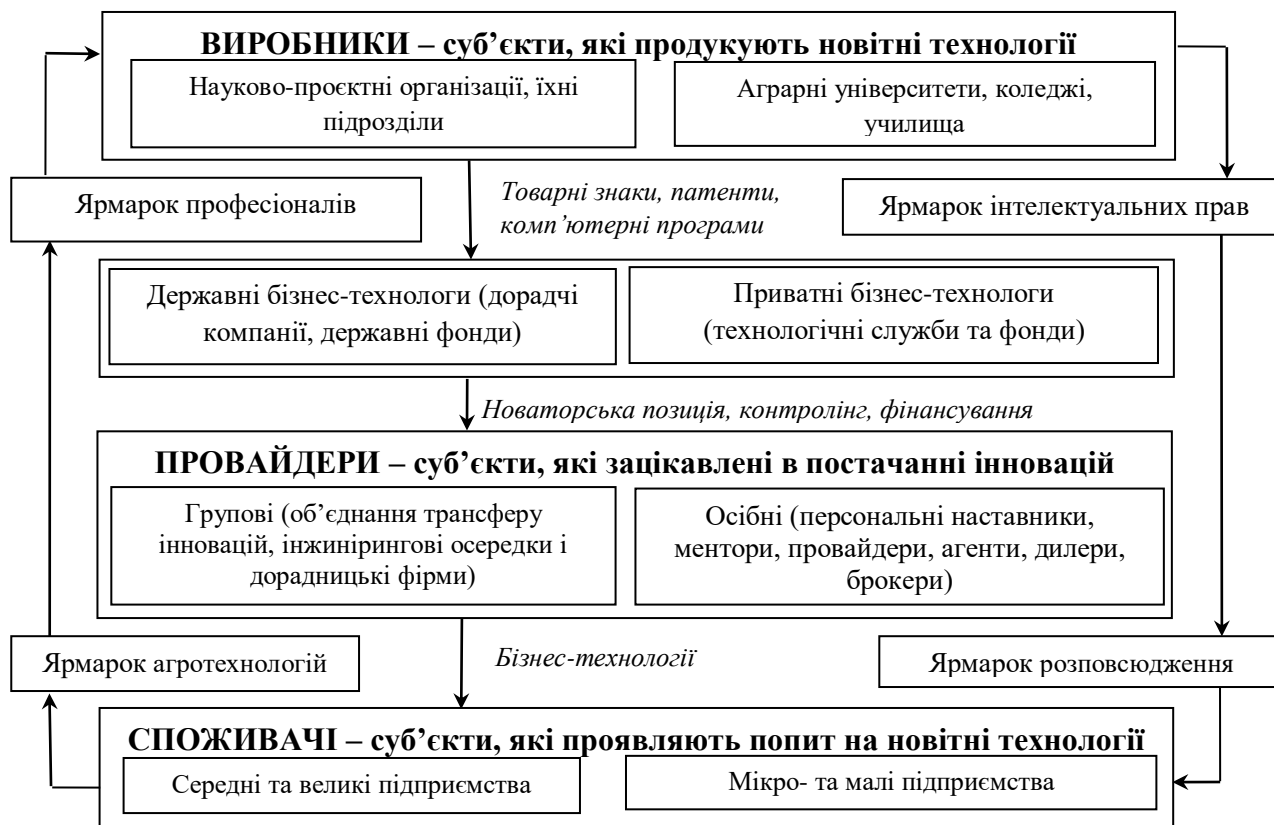 ВИРОБНИКИ – суб’єкти, які продукують новітні технології
Науково-проєктні організації, їхні
підрозділи
Аграрні університети, коледжі,
училища
Ярмарок професіоналів
Товарні знаки, патенти,
комп’ютерні програми
Ярмарок інтелектуальних прав
Державні бізнес-технологи (дорадчі
компанії, державні фонди)
Приватні бізнес-технологи
(технологічні служби та фонди)
Новаторська позиція, контролінг, фінансування
ПРОВАЙДЕРИ – суб’єкти, які зацікавлені в постачанні інновацій
Групові (об’єднання трансферу
інновацій, інжинірингові осередки і
дорадницькі фірми)
Осібні (персональні наставники,
ментори, провайдери, агенти, дилери,
брокери)
Ярмарок агротехнологій
Бізнес-технології
Ярмарок розповсюдження
СПОЖИВАЧІ – суб’єкти, які проявляють попит на новітні технології
Середні та великі підприємства
Мікро- та малі підприємства